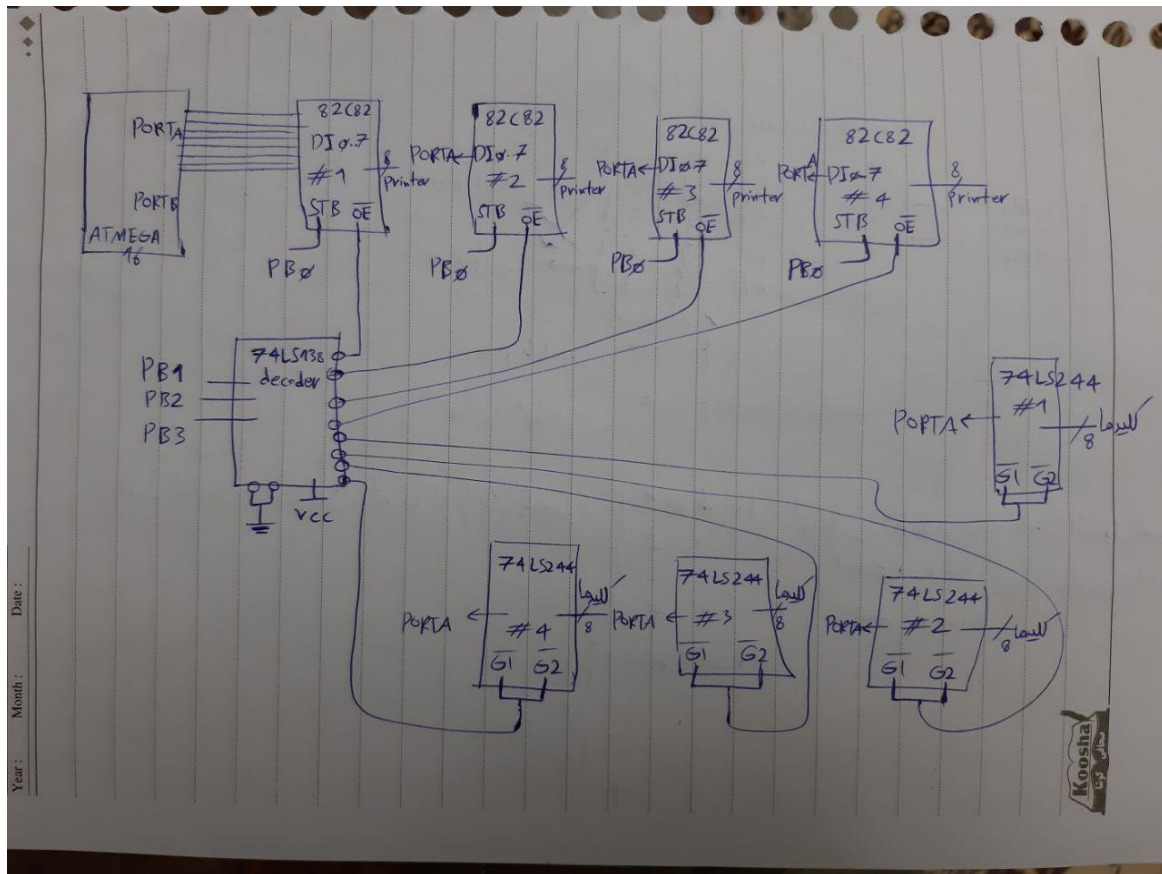 82C82
82C82
82C82
82C82
PORTA
DI0.7
PORTA
DI0.7
PORTA
DI0.7
PORTA
DI0-7
#1
8
Printer
#2
8
Printer
#3
8
Printer
#4
8
Printer
PORTB
STB OE
STB OE
STB OE
STB OE
ATMEGA
16
PB0
PB0
PB0
PB0
74LS138
decoder
PB1
PB2
PB3
VCC
74LS244
#1
PORTA
8
کلیدها
G1 G2
74LS244
PORTA
#4
8
کلیدها
G1 G2
74LS244
PORTA
#3
8
کلیدها
G1 G2
74LS244
PORTA
#2
8
کلیدها
G1 G2
Year :
Month :
Date :
Koosha